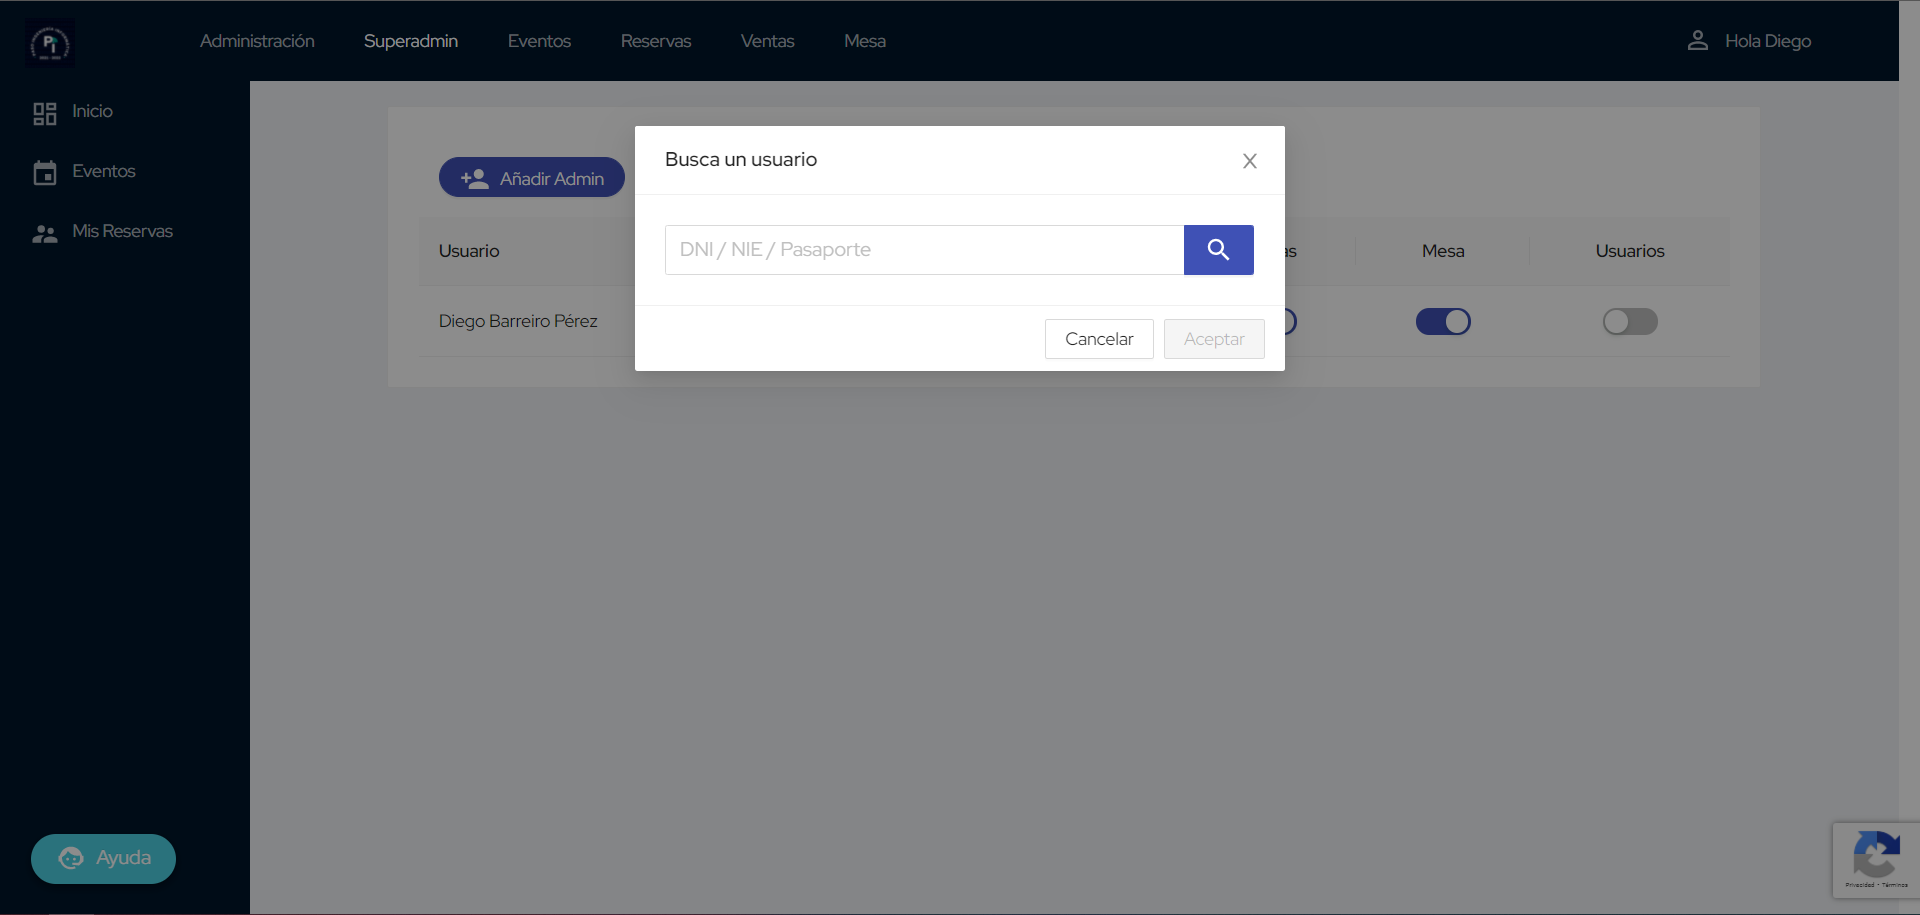 Administración Superadmin Eventos Reservas Ventas Mesa Hola Diego
Inicio
Eventos
Mis Reservas
Añadir Admin
Busca un usuario
X
DNI / NIE / Pasaporte
Usuario as Mesa Usuarios
Diego Barreiro Pérez
Cancelar Aceptar
Ayuda
Privacidad - Términos